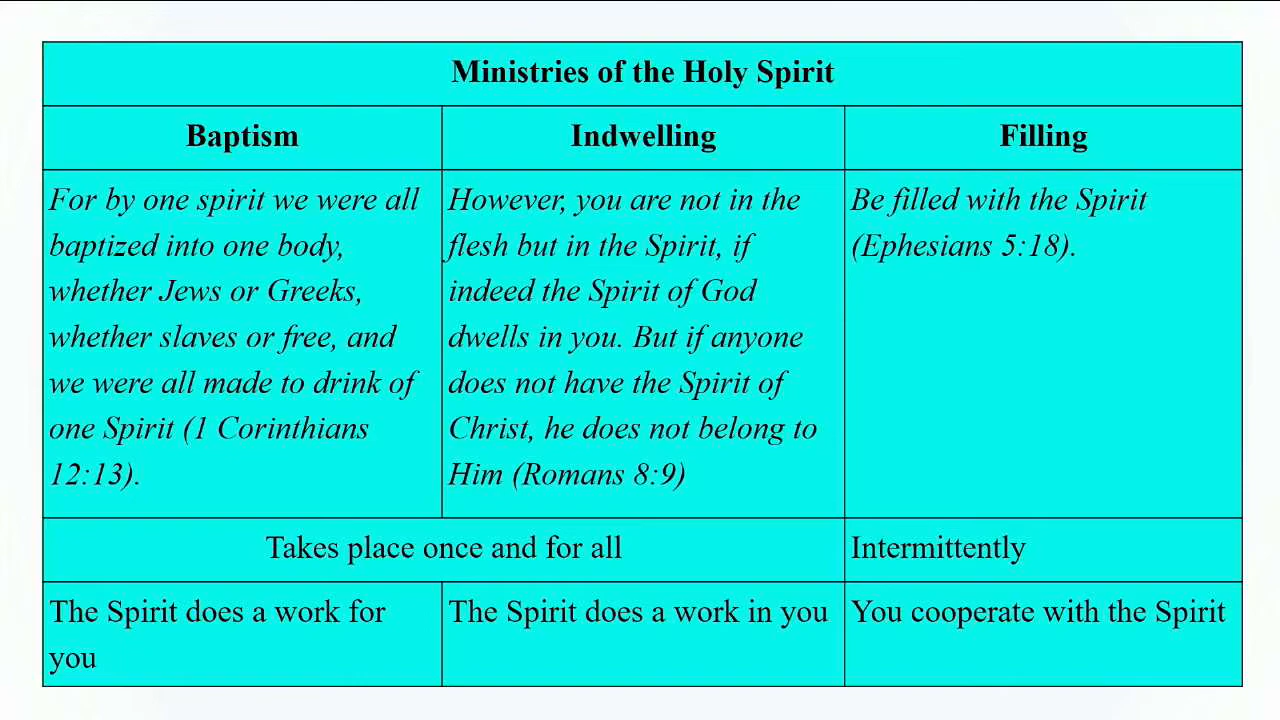 Ministries of the Holy Spirit
Baptism
Indwelling
Filling
For by one spirit we were all
baptized into one body,
whether Jews or Greeks,
whether slaves or free, and
we were all made to drink of
one Spirit (1 Corinthians
12:13).
However, you are not in the
flesh but in the Spirit, if
indeed the Spirit of God
dwells in you. But if anyone
does not have the Spirit of
Christ, he does not belong to
Him (Romans 8:9)
Be filled with the Spirit
(Ephesians 5:18).
Takes place once and for all
Intermittently
The Spirit does a work for
you
The Spirit does a work in you
You cooperate with the Spirit